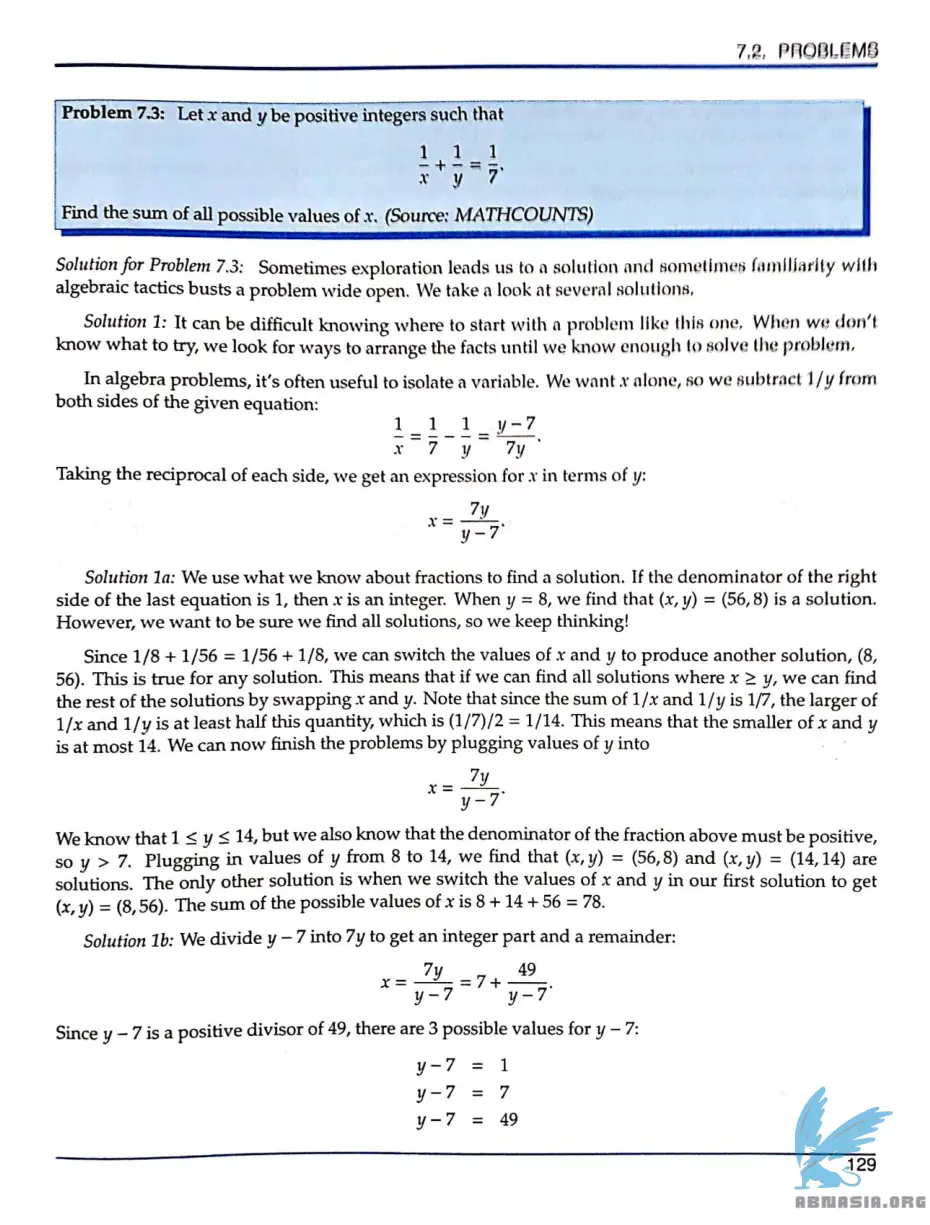 7.2. PROBLEMS
Problem 7.3: Let x and y be positive integers such that
1/x + 1/y = 1/7.
Find the sum of all possible values of x. (Source: MATHCOUNTS)
Solution for Problem 7.3: Sometimes exploration leads us to a solution and sometimes familiarity with
algebraic tactics busts a problem wide open. We take a look at several solutions.
Solution 1: It can be difficult knowing where to start with a problem like this one. When we don't
know what to try, we look for ways to arrange the facts until we know enough to solve the problem.
In algebra problems, it's often useful to isolate a variable. We want x alone, so we subtract 1/y from
both sides of the given equation:
1/x = 1/7 − 1/y = (y − 7)/7y.
Taking the reciprocal of each side, we get an expression for x in terms of y:
x = 7y/(y − 7).
Solution 1a: We use what we know about fractions to find a solution. If the denominator of the right
side of the last equation is 1, then x is an integer. When y = 8, we find that (x, y) = (56, 8) is a solution.
However, we want to be sure we find all solutions, so we keep thinking!
Since 1/8 + 1/56 = 1/56 + 1/8, we can switch the values of x and y to produce another solution, (8,
56). This is true for any solution. This means that if we can find all solutions where x ≥ y, we can find
the rest of the solutions by swapping x and y. Note that since the sum of 1/x and 1/y is 1/7, the larger of
1/x and 1/y is at least half this quantity, which is (1/7)/2 = 1/14. This means that the smaller of x and y
is at most 14. We can now finish the problems by plugging values of y into
x = 7y/(y − 7).
We know that 1 ≤ y ≤ 14, but we also know that the denominator of the fraction above must be positive,
so y > 7. Plugging in values of y from 8 to 14, we find that (x, y) = (56, 8) and (x, y) = (14, 14) are
solutions. The only other solution is when we switch the values of x and y in our first solution to get
(x, y) = (8, 56). The sum of the possible values of x is 8 + 14 + 56 = 78.
Solution 1b: We divide y − 7 into 7y to get an integer part and a remainder:
x = 7y/(y − 7) = 7 + 49/(y − 7).
Since y − 7 is a positive divisor of 49, there are 3 possible values for y − 7:
y − 7 = 1
y − 7 = 7
y − 7 = 49
129
ABNASIA.ORG